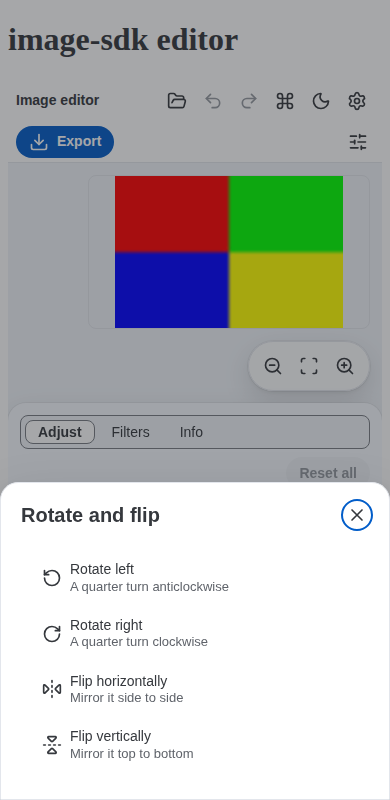 image-sdk editor
Image editor
Export
Adjust Filters Info
Reset all
Rotate and flip
Rotate left
A quarter turn anticlockwise
Rotate right
A quarter turn clockwise
Flip horizontally
Mirror it side to side
Flip vertically
Mirror it top to bottom